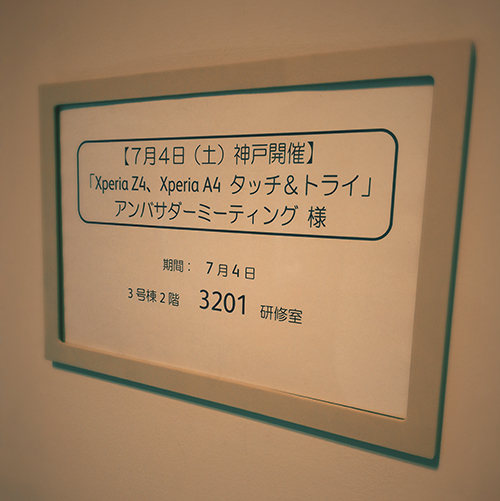 【7月4日(土)神戸開催】
「Xperia Z4、Xperia A4 タッチ&トライ」
アンバサダーミーティング 様
期間: 7月4日
3号棟2階 3201 研修室